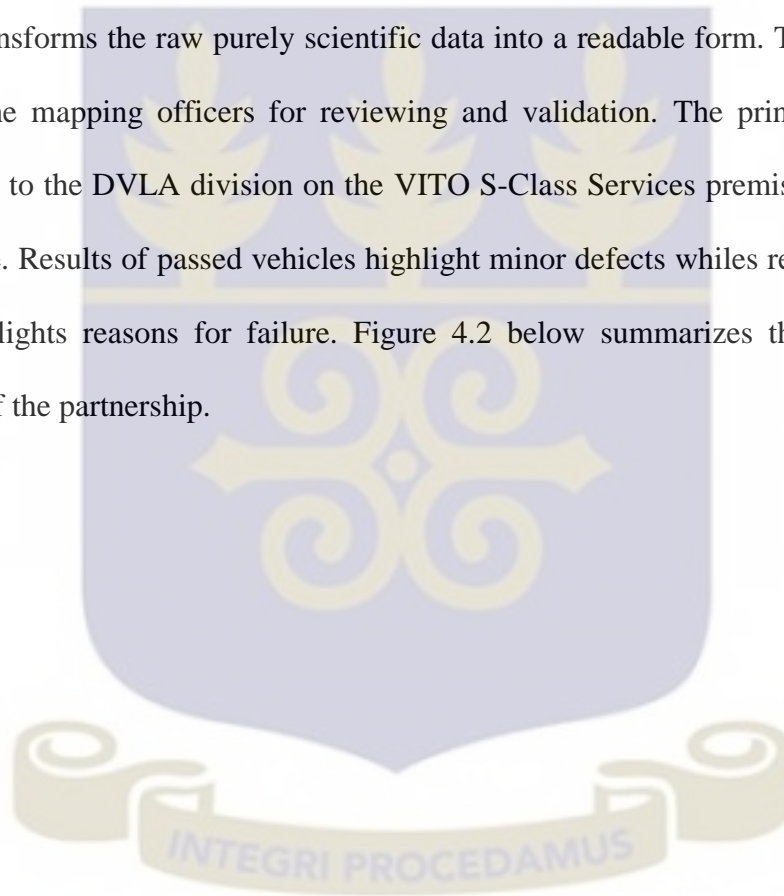 nsforms the raw purely scientific data into a readable form. T
e mapping officers for reviewing and validation. The prin
to the DVLA division on the VITO S-Class Services premis
. Results of passed vehicles highlight minor defects whiles re
lights reasons for failure. Figure 4.2 below summarizes th
f the partnership.
INTEGRI PROCEDAMUS